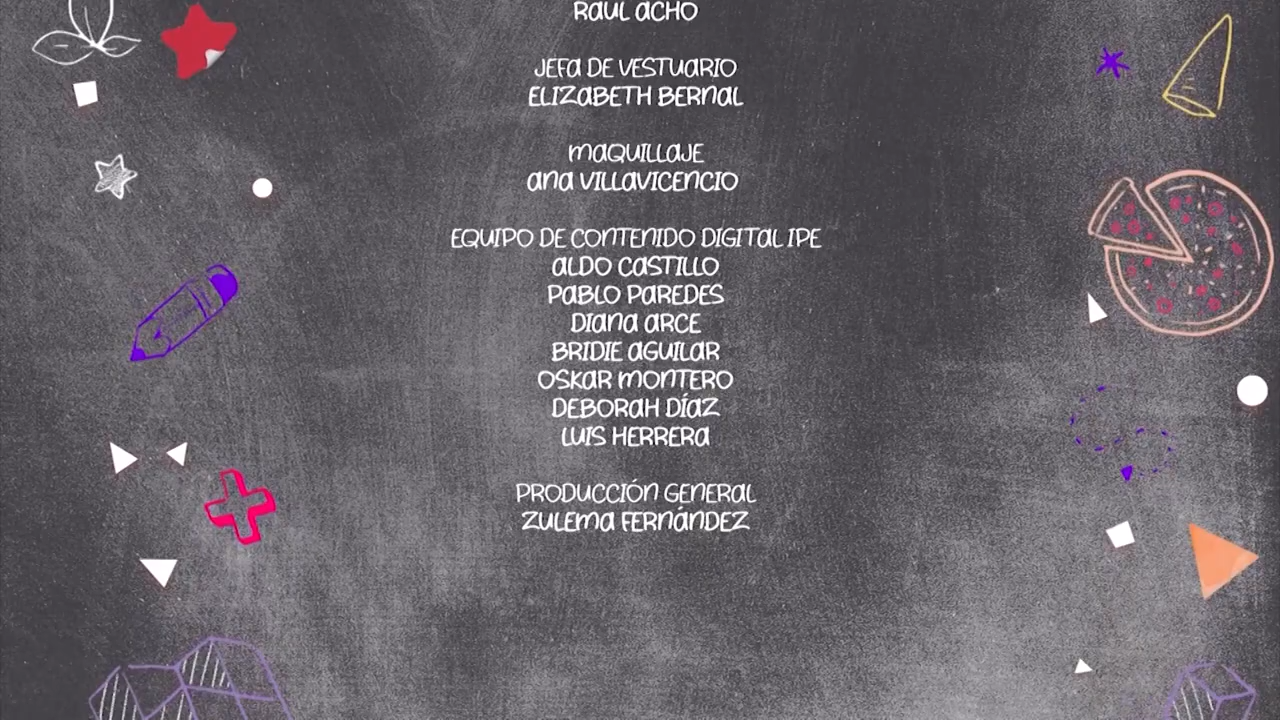 RAUL ACHO
JEFA DE VESTUARIO
ELIZABETH BERNAL
MAQUILLAJE
ANA VILLAVICENCIO
EQUIPO DE CONTENIDO DIGITAL IPE
ALDO CASTILLO
PABLO PAREDES
DIANA ARCE
BRIDIE AGUILAR
OSKAR MONTERO
DEBORAH DÍAZ
LUIS HERRERA
PRODUCCIÓN GENERAL
ZULEMA FERNÁNDEZ